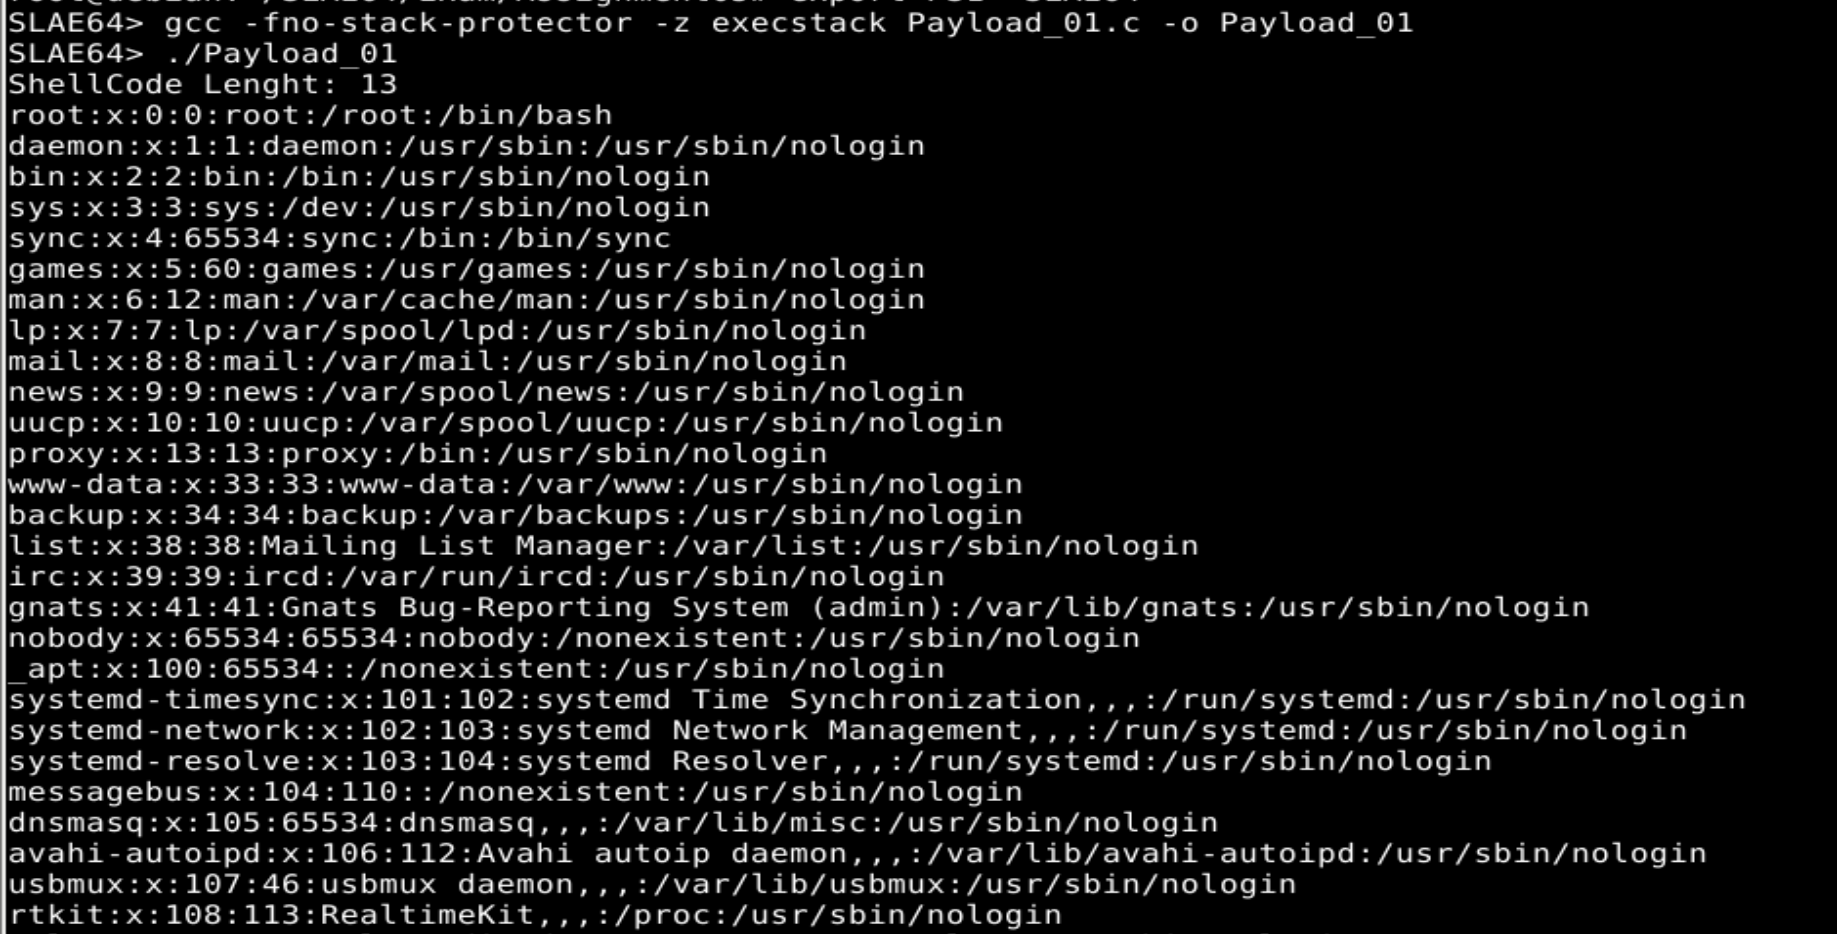 SLAE64> gcc -fno-stack-protector -z execstack Payload_01.c -o Payload_01
SLAE64> ./Payload_01
ShellCode Lenght: 13
root:x:0:0:root:/root:/bin/bash
daemon:x:1:1:daemon:/usr/sbin:/usr/sbin/nologin
bin:x:2:2:bin:/bin:/usr/sbin/nologin
sys:x:3:3:sys:/dev:/usr/sbin/nologin
sync:x:4:65534:sync:/bin:/bin/sync
games:x:5:60:games:/usr/games:/usr/sbin/nologin
man:x:6:12:man:/var/cache/man:/usr/sbin/nologin
lp:x:7:7:lp:/var/spool/lpd:/usr/sbin/nologin
mail:x:8:8:mail:/var/mail:/usr/sbin/nologin
news:x:9:9:news:/var/spool/news:/usr/sbin/nologin
uucp:x:10:10:uucp:/var/spool/uucp:/usr/sbin/nologin
proxy:x:13:13:proxy:/bin:/usr/sbin/nologin
www-data:x:33:33:www-data:/var/www:/usr/sbin/nologin
backup:x:34:34:backup:/var/backups:/usr/sbin/nologin
list:x:38:38:Mailing List Manager:/var/list:/usr/sbin/nologin
irc:x:39:39:ircd:/var/run/ircd:/usr/sbin/nologin
gnats:x:41:41:Gnats Bug-Reporting System (admin):/var/lib/gnats:/usr/sbin/nologin
nobody:x:65534:65534:nobody:/nonexistent:/usr/sbin/nologin
_apt:x:100:65534::/nonexistent:/usr/sbin/nologin
systemd-timesync:x:101:102:systemd Time Synchronization,,,:/run/systemd:/usr/sbin/nologin
systemd-network:x:102:103:systemd Network Management,,,:/run/systemd:/usr/sbin/nologin
systemd-resolve:x:103:104:systemd Resolver,,,:/run/systemd:/usr/sbin/nologin
messagebus:x:104:110::/nonexistent:/usr/sbin/nologin
dnsmasq:x:105:65534:dnsmasq,,,:/var/lib/misc:/usr/sbin/nologin
avahi-autoipd:x:106:112:Avahi autoip daemon,,,:/var/lib/avahi-autoipd:/usr/sbin/nologin
usbmux:x:107:46:usbmux daemon,,,:/var/lib/usbmux:/usr/sbin/nologin
rtkit:x:108:113:RealtimeKit,,,:/proc:/usr/sbin/nologin